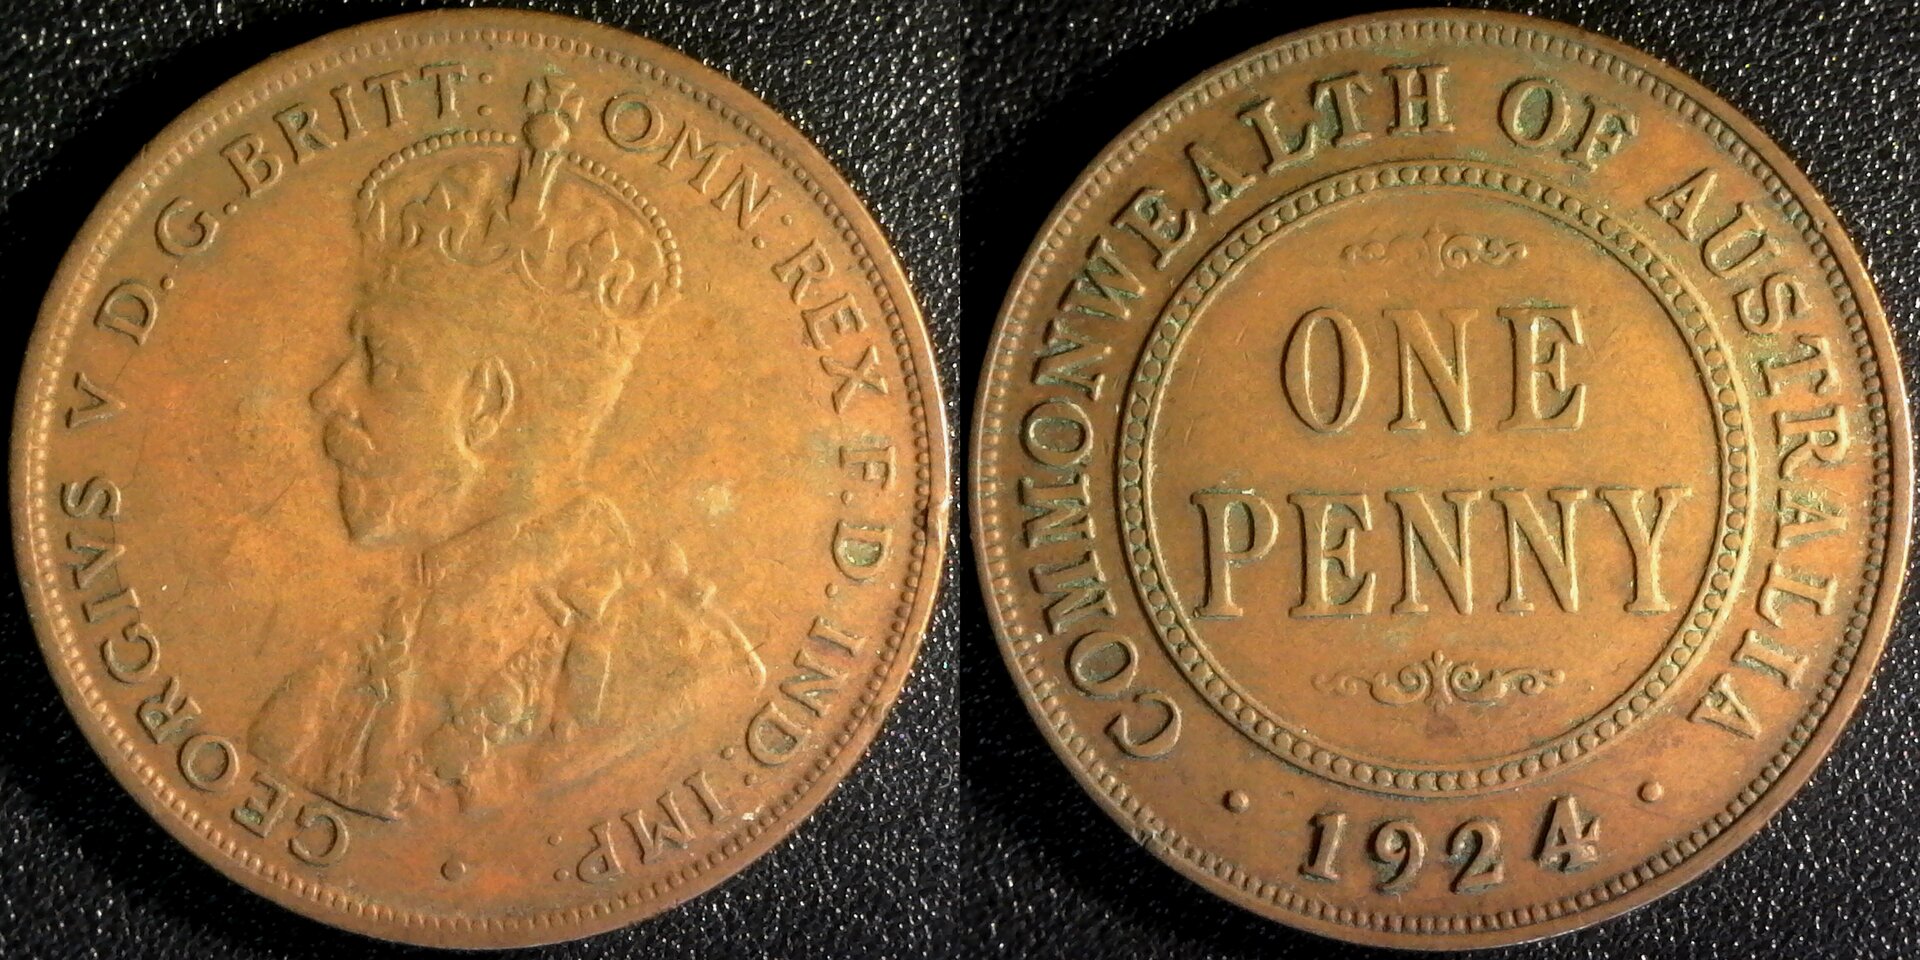 GEORGIVS V D.G.BRITT: OMN: REX F.D. IND: IMP.
COMMONWEALTH OF AUSTRALIA
ONE
PENNY
· 1924 ·